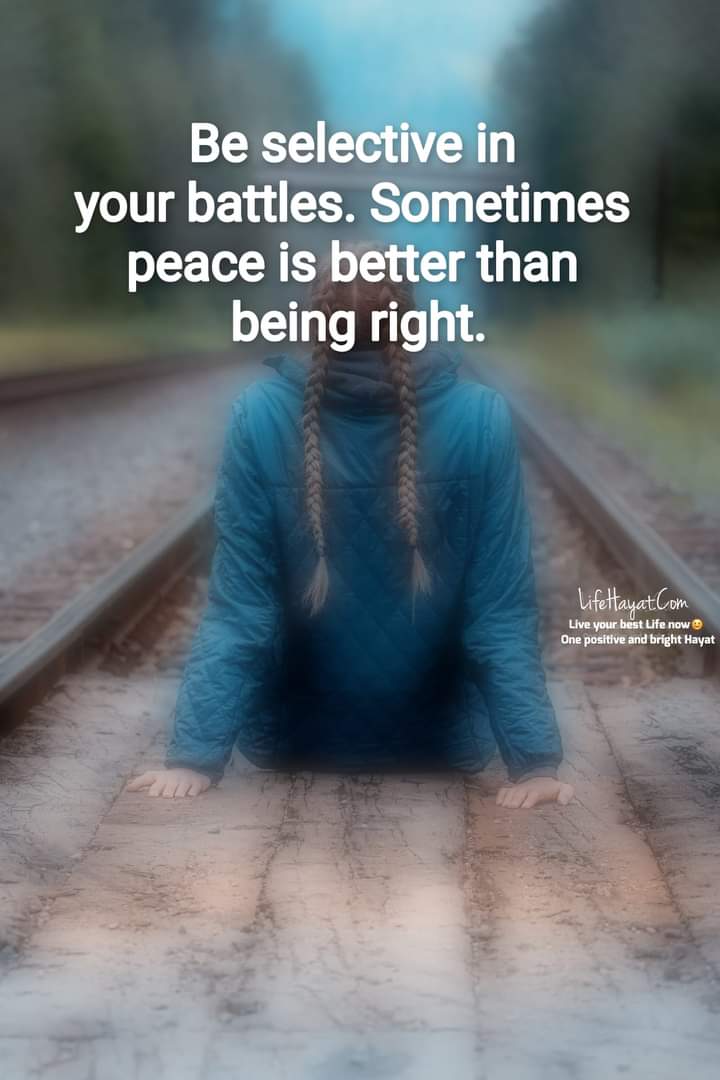 Be selective in
your battles. Sometimes
peace is better than
being right.
LifeHayat.Com
Live your best Life now😊
One positive and bright Hayat